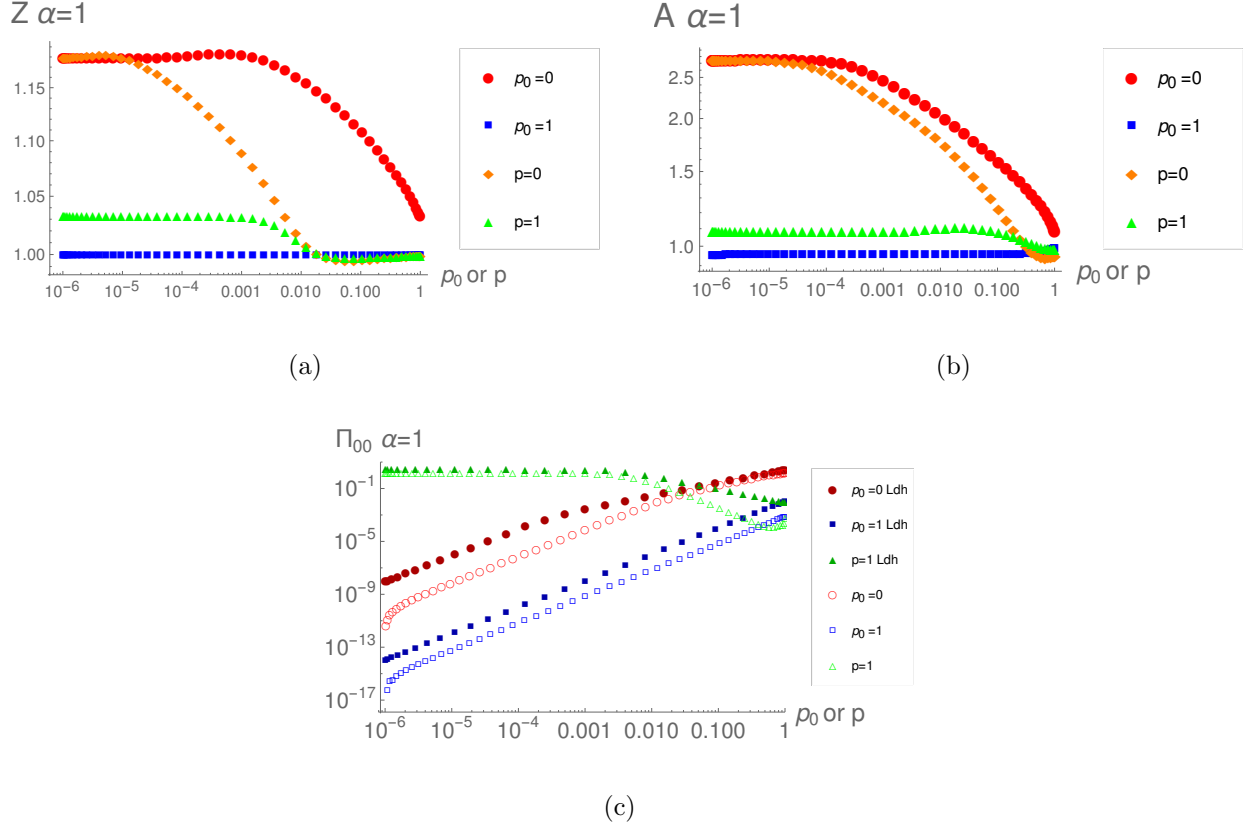 Z α=1
1.15
1.10
1.05
1.00
10⁻⁶ 10⁻⁵ 10⁻⁴ 0.001 0.010 0.100 1
p₀ or p
p₀ =0
p₀ =1
p=0
p=1
(a)
A α=1
2.5
2.0
1.5
1.0
10⁻⁶ 10⁻⁵ 10⁻⁴ 0.001 0.010 0.100 1
p₀ or p
p₀ =0
p₀ =1
p=0
p=1
(b)
Π₀₀ α=1
10⁻¹
10⁻⁵
10⁻⁹
10⁻¹³
10⁻¹⁷
10⁻⁶ 10⁻⁵ 10⁻⁴ 0.001 0.010 0.100 1
p₀ or p
p₀ =0 Ldh
p₀ =1 Ldh
p=1 Ldh
p₀ =0
p₀ =1
p=1
(c)